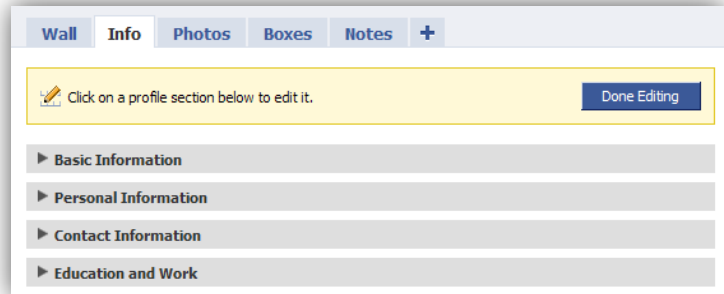 Wall Info Photos Boxes Notes +
Click on a profile section below to edit it. Done Editing
Basic Information
Personal Information
Contact Information
Education and Work